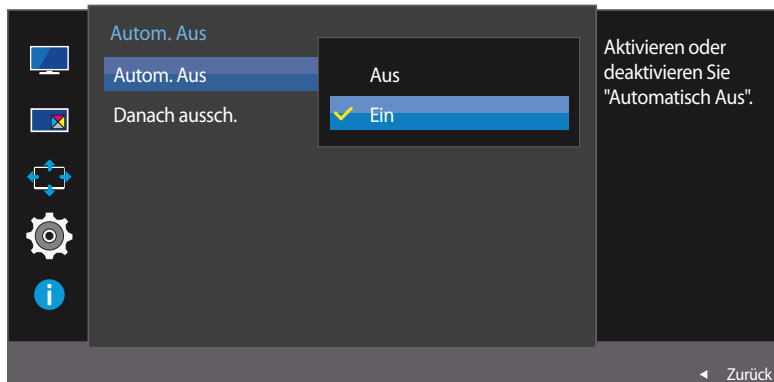 Autom. Aus
Autom. Aus
Aus
Danach aussch.
Ein
Aktivieren oder
deaktivieren Sie
"Automatisch Aus".
i
Zurück